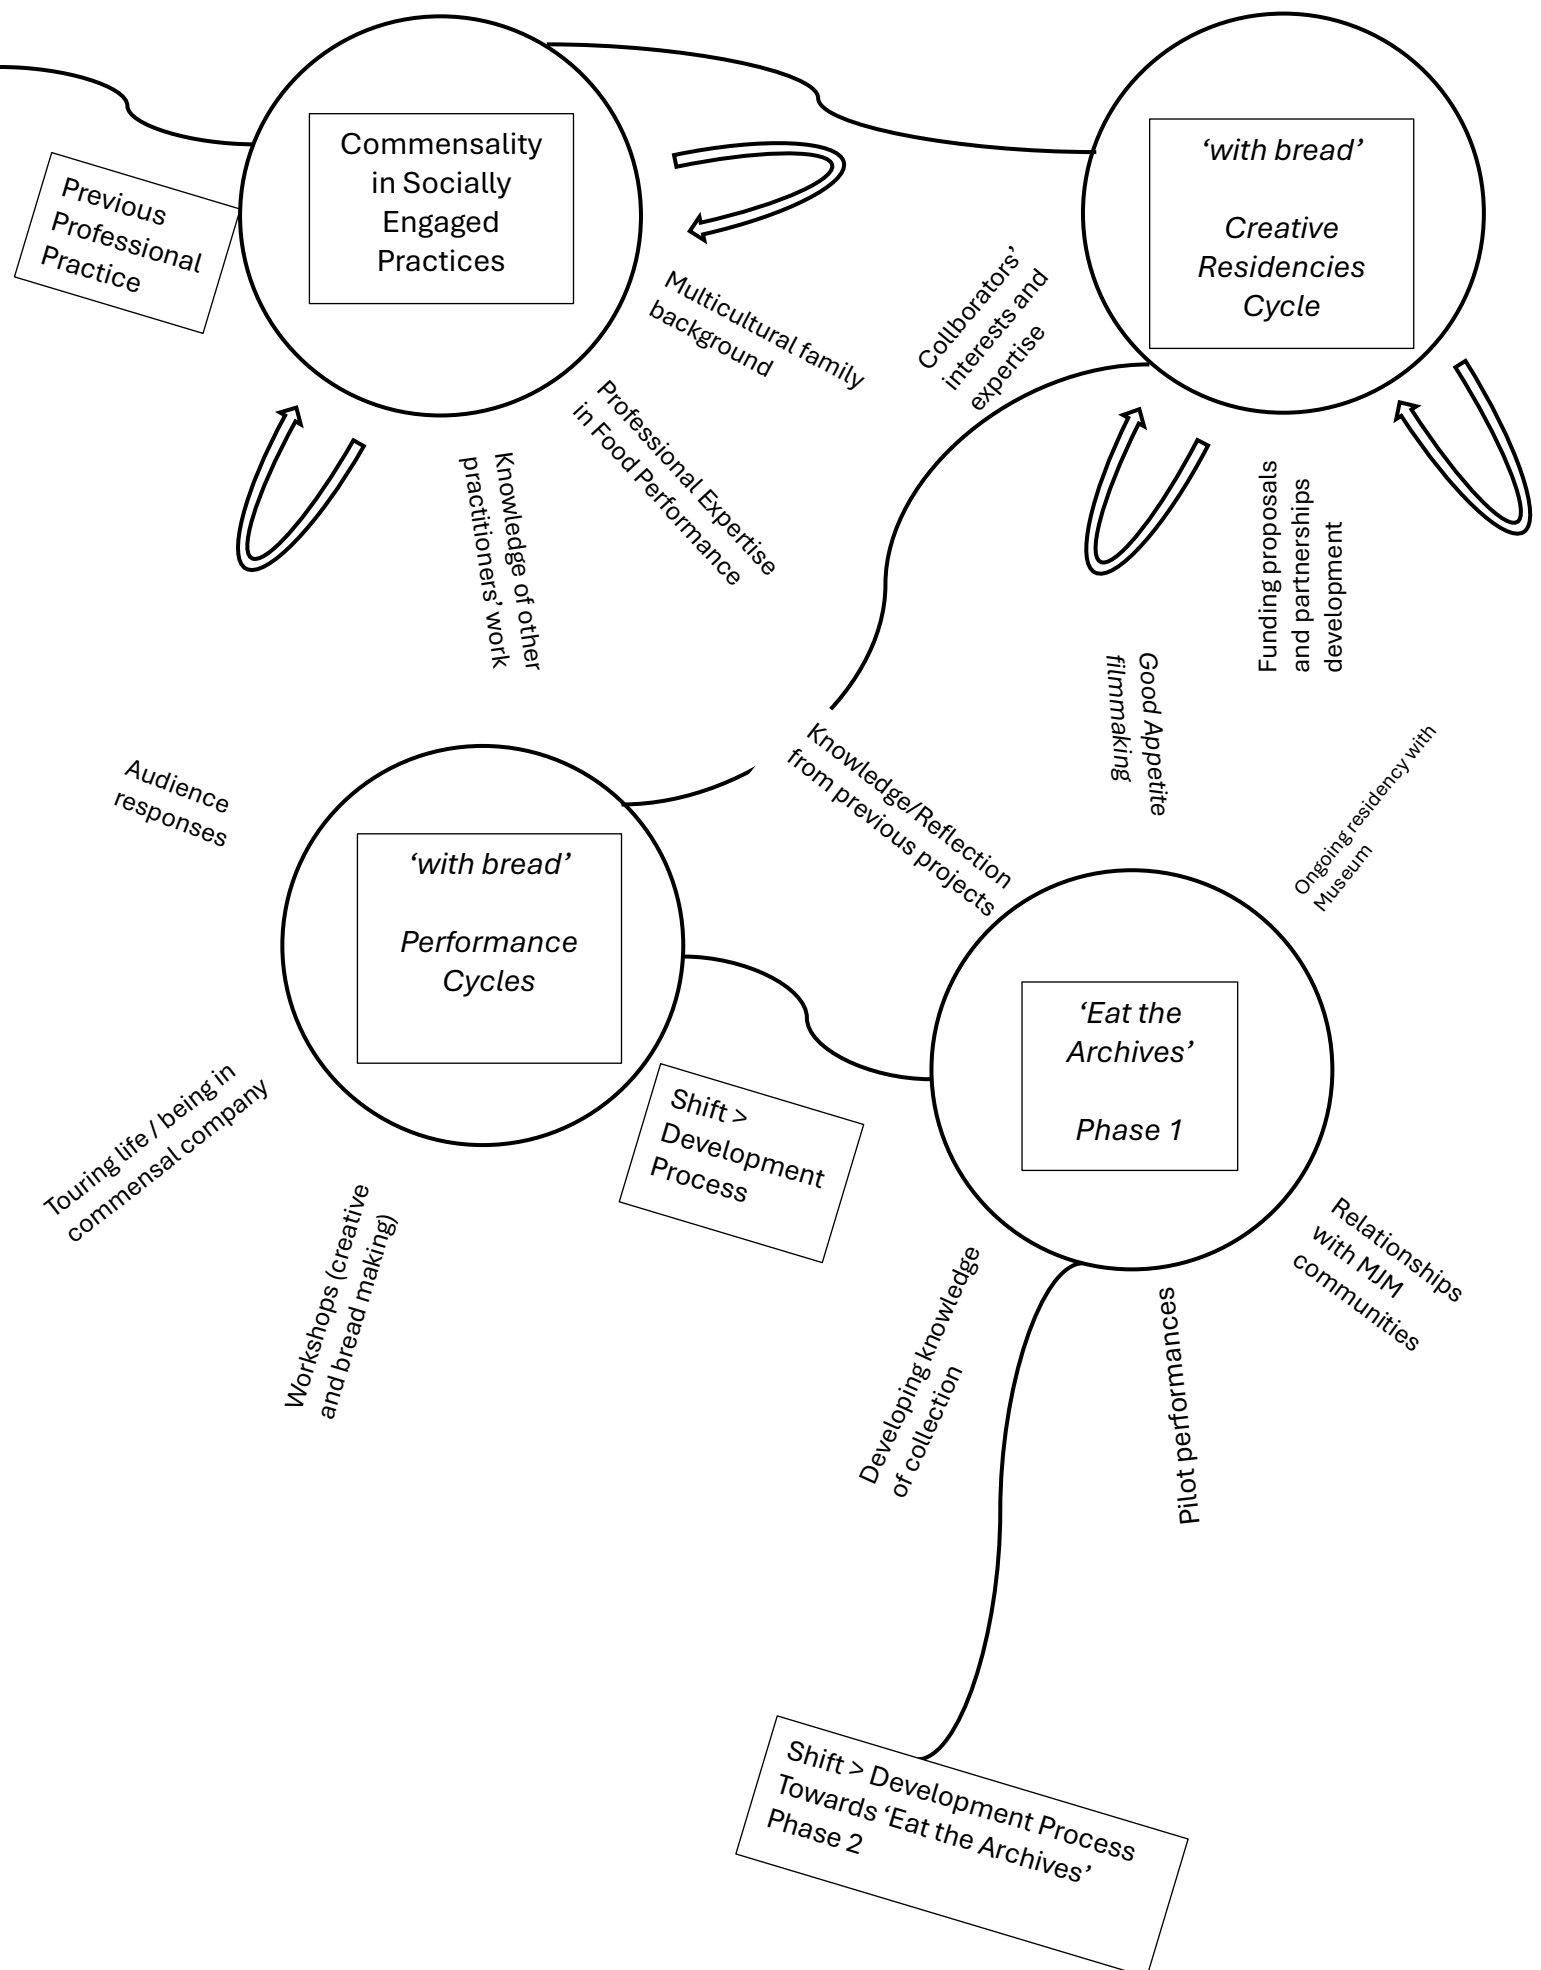 Previous
Professional
Practice
Commensality
in Socially
Engaged
Practices
Multicultural family
background
Professional Expertise
in Food Performance
Knowledge of other
practitioners’ work
‘with bread’
Creative
Residencies
Cycle
Collborators’
interests and
expertise
Funding proposals
and partnerships
development
Good Appetite
filmmaking
Knowledge/Reflection
from previous projects
Ongoing residency with
Museum
Audience
responses
‘with bread’
Performance
Cycles
Touring life / being in
commensal company
Workshops (creative
and bread making)
Shift >
Development
Process
‘Eat the
Archives’
Phase 1
Relationships
with MJM
communities
Developing knowledge
of collection
Pilot performances
Shift > Development Process
Towards ‘Eat the Archives’
Phase 2